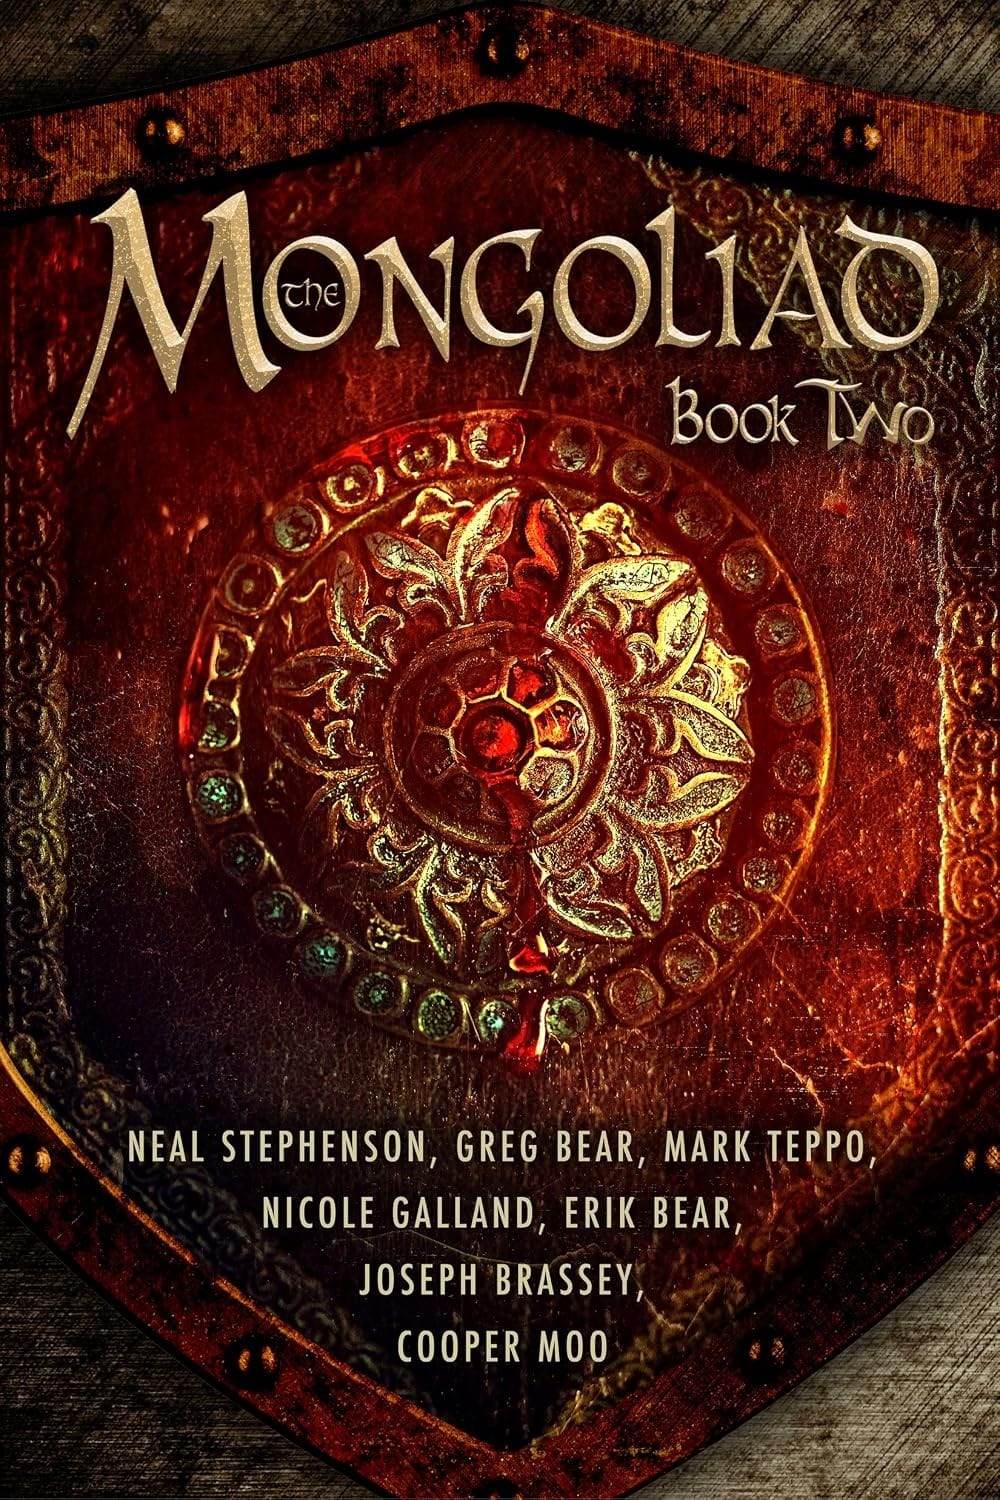 the
Mongoliad
Book Two
NEAL STEPHENSON, GREG BEAR, MARK TEPPO,
NICOLE GALLAND, ERIK BEAR,
JOSEPH BRASSEY,
COOPER MOO